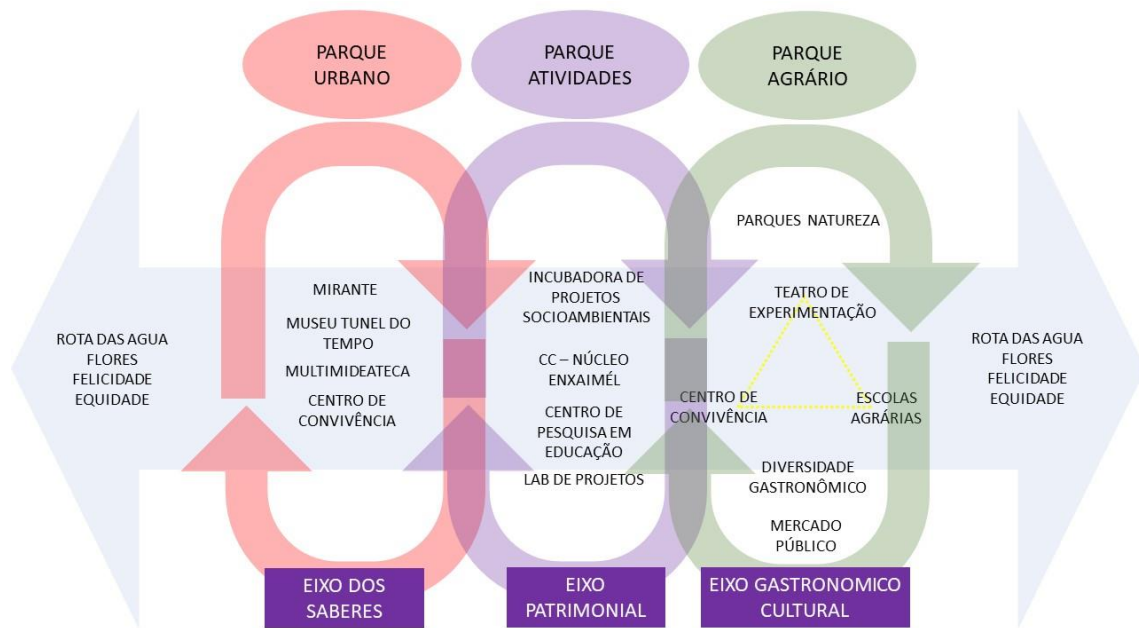 PARQUE
URBANO
PARQUE
ATIVIDADES
PARQUE
AGRÁRIO
ROTA DAS AGUA
FLORES
FELICIDADE
EQUIDADE
MIRANTE
MUSEU TUNEL DO
TEMPO
MULTIMIDEATECA
CENTRO DE
CONVIVÊNCIA
INCUBADORA DE
PROJETOS
SOCIOAMBIENTAIS
CC – NÚCLEO
ENXAIMÉL
CENTRO DE
PESQUISA EM
EDUCAÇÃO
LAB DE PROJETOS
PARQUES NATUREZA
TEATRO DE
EXPERIMENTAÇÃO
CENTRO DE
CONVIVÊNCIA
ESCOLAS
AGRÁRIAS
DIVERSIDADE
GASTRONÔMICO
MERCADO
PÚBLICO
ROTA DAS AGUA
FLORES
FELICIDADE
EQUIDADE
EIXO DOS
SABERES
EIXO
PATRIMONIAL
EIXO GASTRONOMICO
CULTURAL